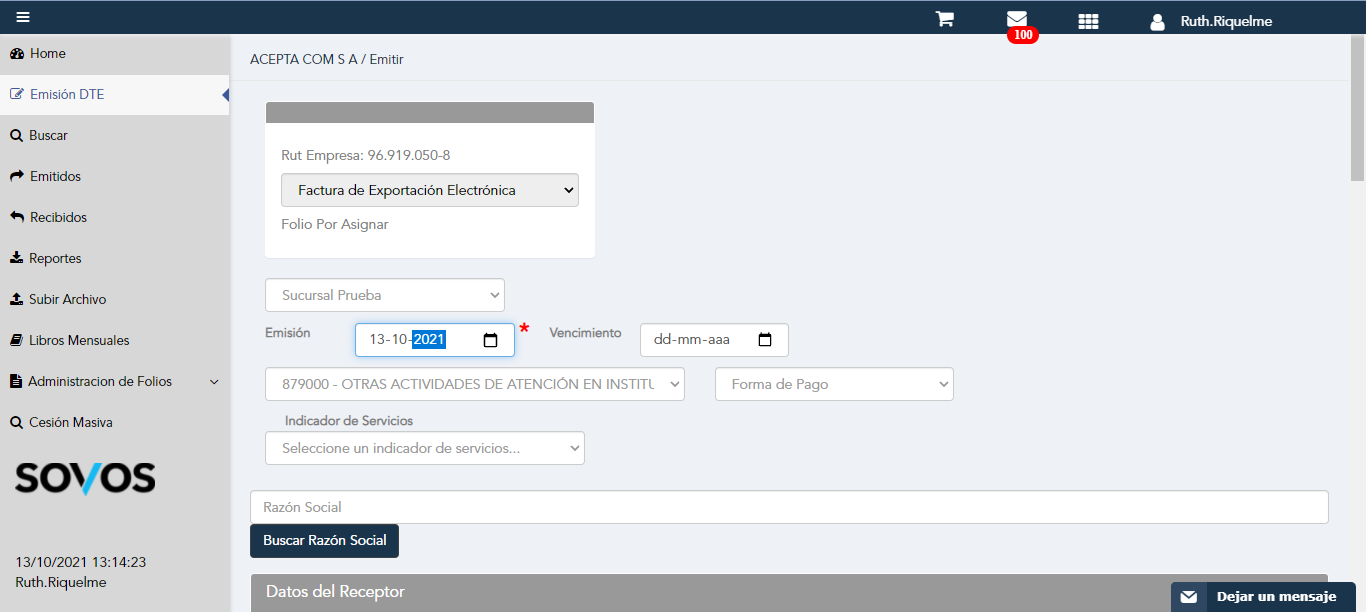 100
Ruth.Riquelme
Home
Emisión DTE
Buscar
Emitidos
Recibidos
Reportes
Subir Archivo
Libros Mensuales
Administracion de Folios
Cesión Masiva
SOVOS
13/10/2021 13:14:23
Ruth.Riquelme
ACEPTA COM S A / Emitir
Rut Empresa: 96.919.050-8
Factura de Exportación Electrónica
Folio Por Asignar
Sucursal Prueba
Emisión 13-10-2021 * Vencimiento dd-mm-aaa
879000 - OTRAS ACTIVIDADES DE ATENCIÓN EN INSTITU Forma de Pago
Indicador de Servicios
Seleccione un indicador de servicios...
Razón Social
Buscar Razón Social
Datos del Receptor
Dejar un mensaje